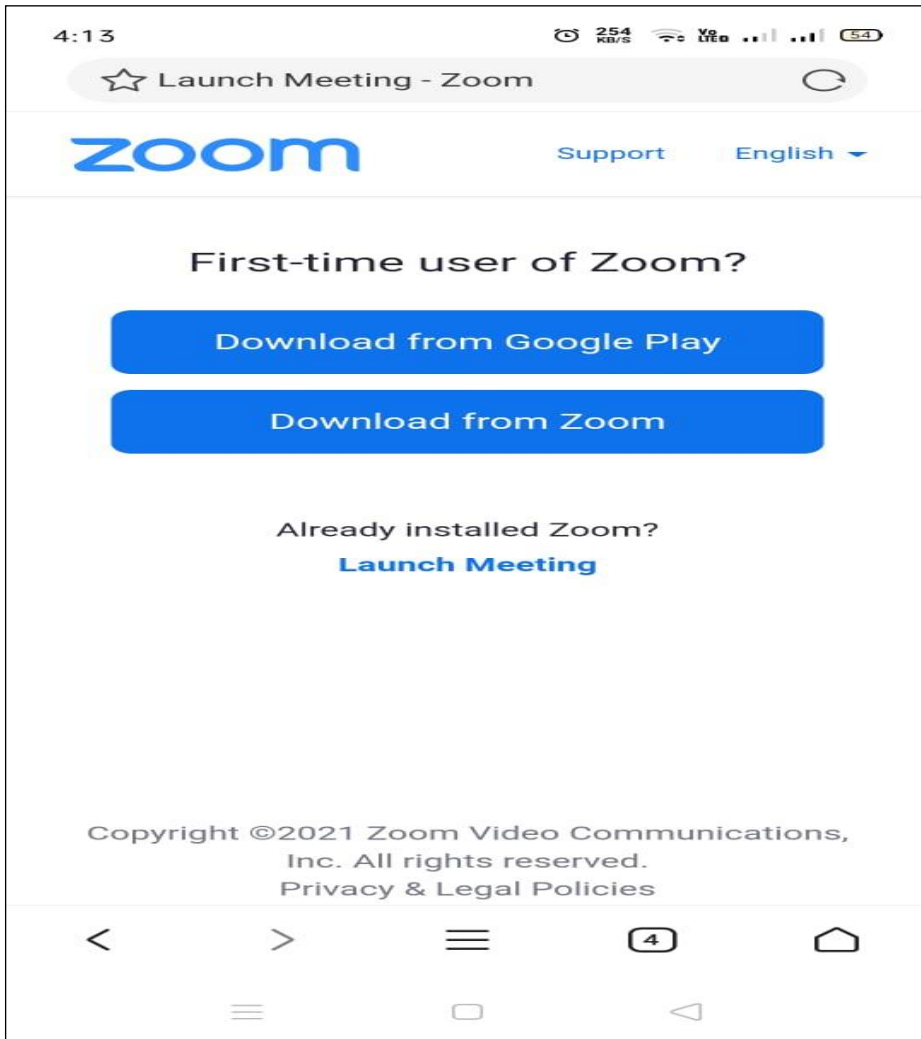 4:13
254 KB/S Vo LTE 54
Launch Meeting - Zoom
zoom
Support English
First-time user of Zoom?
Download from Google Play
Download from Zoom
Already installed Zoom?
Launch Meeting
Copyright ©2021 Zoom Video Communications,
Inc. All rights reserved.
Privacy & Legal Policies
4